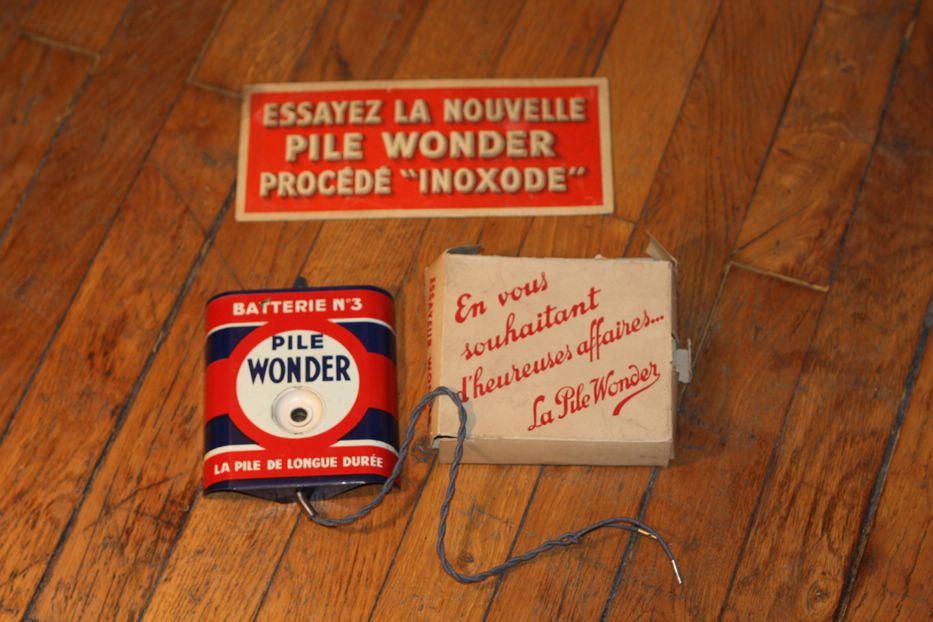 ESSAYEZ LA NOUVELLE
PILE WONDER
PROCÉDÉ "INOXODE"
BATTERIE N°3
PILE
WONDER
LA PILE DE LONGUE DURÉE
En vous
souhaitant
d'heureuses affaires...
La Pile Wonder
ESSAYEUR